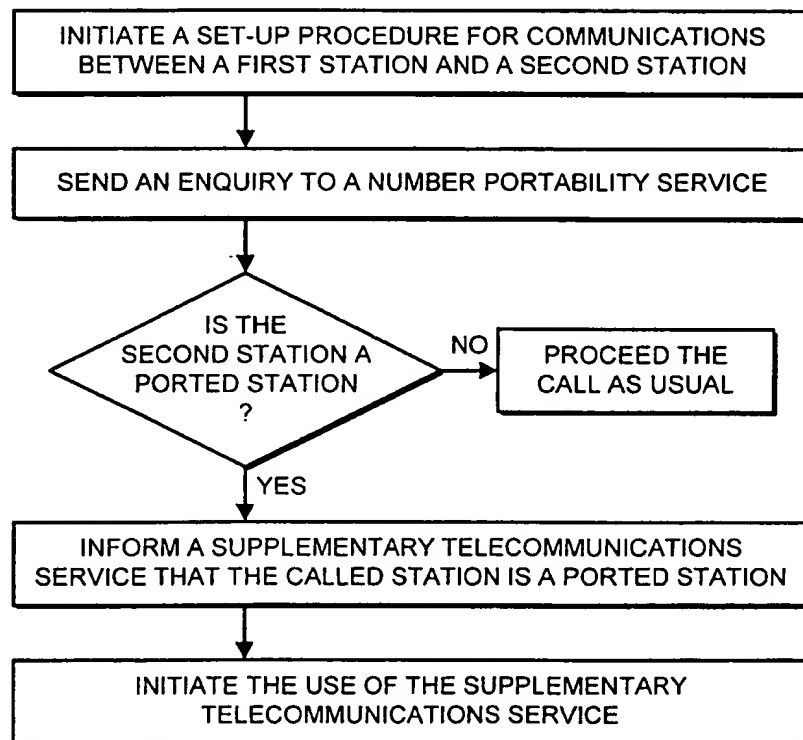 INITIATE A SET-UP PROCEDURE FOR COMMUNICATIONS
BETWEEN A FIRST STATION AND A SECOND STATION
SEND AN ENQUIRY TO A NUMBER PORTABILITY SERVICE
IS THE
SECOND STATION A
PORTED STATION
?
NO
PROCEED THE
CALL AS USUAL
YES
INFORM A SUPPLEMENTARY TELECOMMUNICATIONS
SERVICE THAT THE CALLED STATION IS A PORTED STATION
INITIATE THE USE OF THE SUPPLEMENTARY
TELECOMMUNICATIONS SERVICE